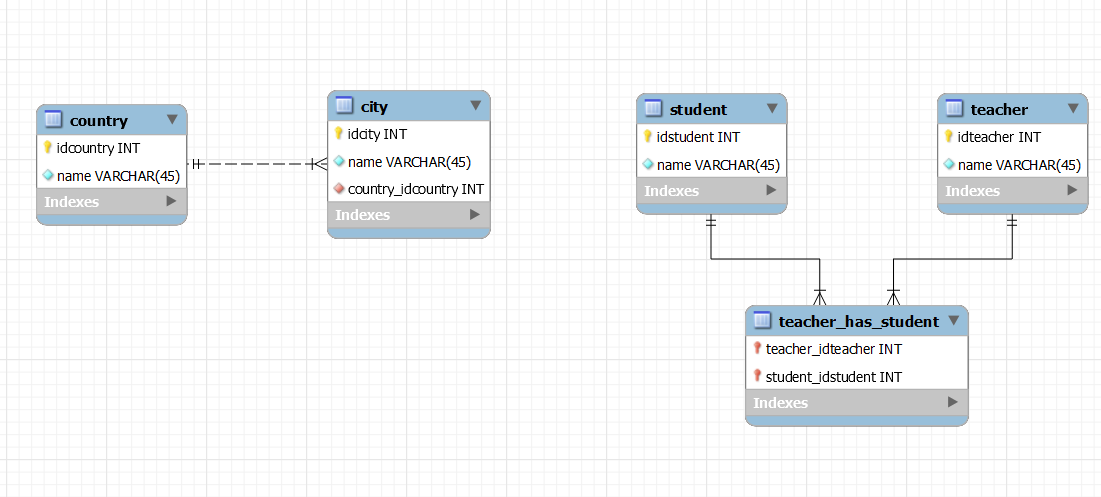 country
idcountry INT
name VARCHAR(45)
Indexes
city
idcity INT
name VARCHAR(45)
country_idcountry INT
Indexes
student
idstudent INT
name VARCHAR(45)
Indexes
teacher
idteacher INT
name VARCHAR(45)
Indexes
teacher_has_student
teacher_idteacher INT
student_idstudent INT
Indexes